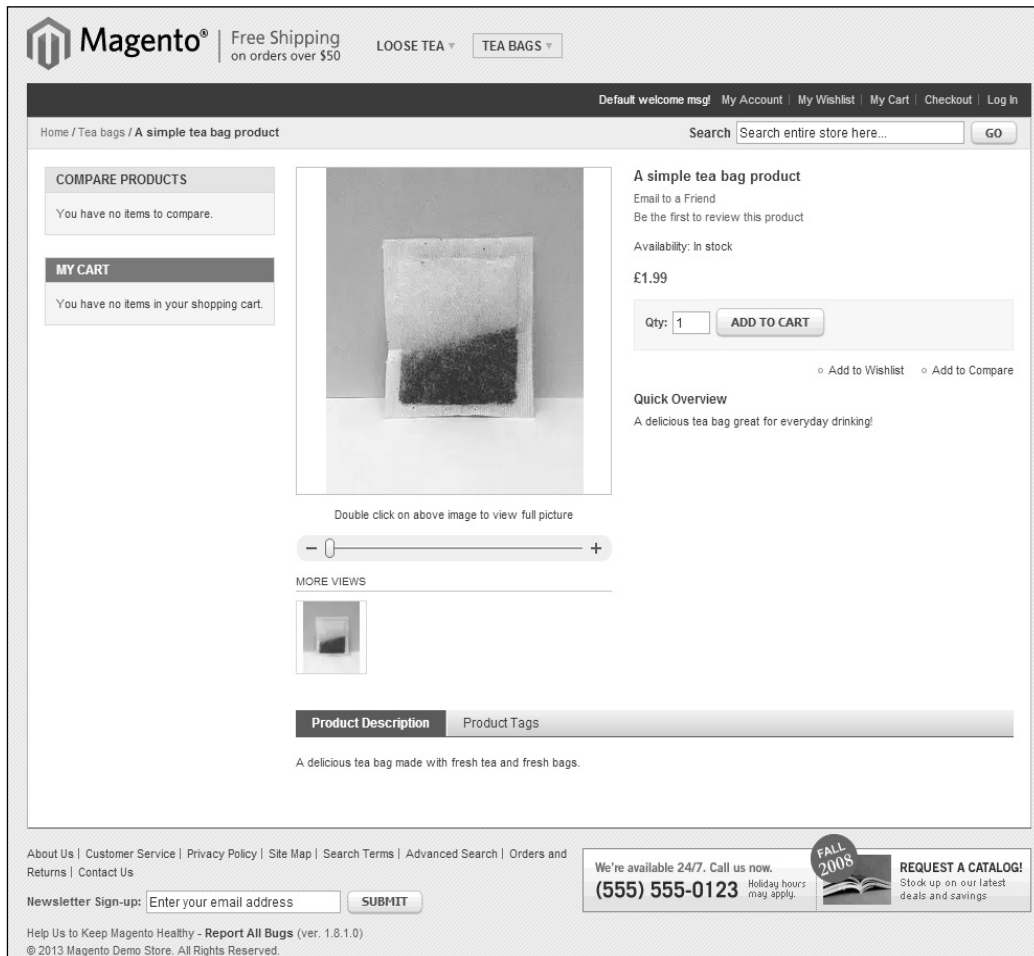 Magento®
Free Shipping
on orders over $50
LOOSE TEA
TEA BAGS
Default welcome msg! My Account | My Wishlist | My Cart | Checkout | Log In
Home / Tea bags / A simple tea bag product
Search Search entire store here... GO
COMPARE PRODUCTS
You have no items to compare.
MY CART
You have no items in your shopping cart.
Double click on above image to view full picture
MORE VIEWS
A simple tea bag product
Email to a Friend
Be the first to review this product
Availability: In stock
£1.99
Qty: 1 ADD TO CART
Add to Wishlist Add to Compare
Quick Overview
A delicious tea bag great for everyday drinking!
Product Description Product Tags
A delicious tea bag made with fresh tea and fresh bags.
About Us | Customer Service | Privacy Policy | Site Map | Search Terms | Advanced Search | Orders and
Returns | Contact Us
Newsletter Sign-up: Enter your email address SUBMIT
Help Us to Keep Magento Healthy - Report All Bugs (ver. 1.8.1.0)
© 2013 Magento Demo Store. All Rights Reserved.
We're available 24/7. Call us now.
(555) 555-0123 Holiday hours
may apply.
FALL
2008
REQUEST A CATALOG!
Stock up on our latest
deals and savings